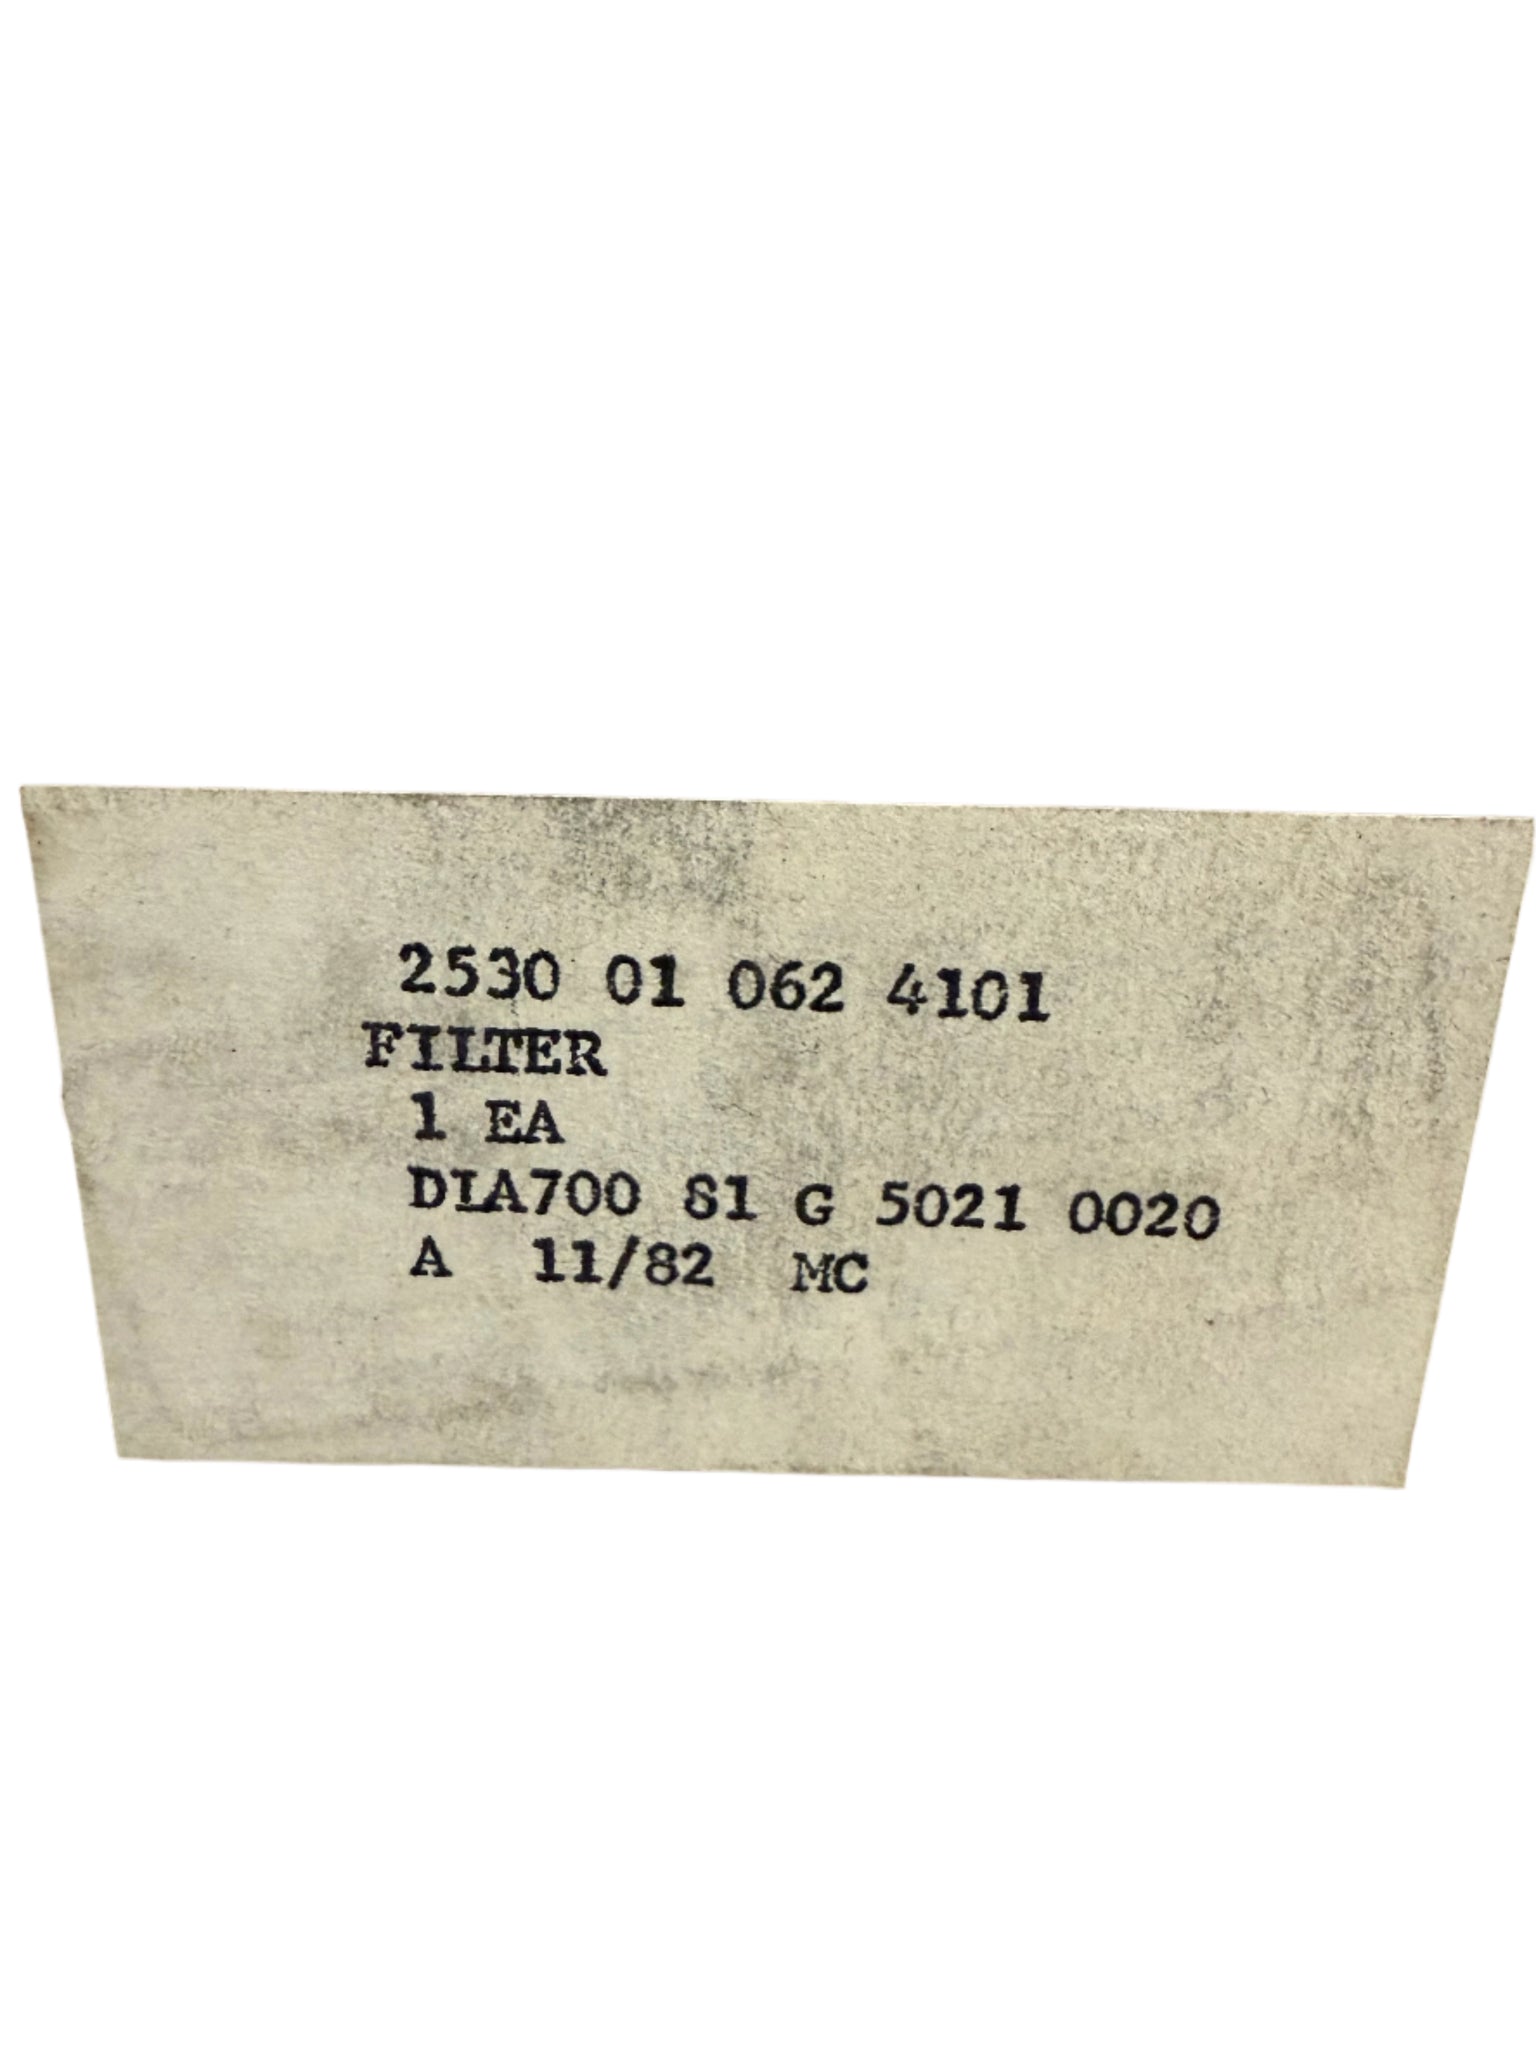 2530 01 062 4101
FILTER
1 EA
DLA700 81 G 5021 0020
A 11/82 MC